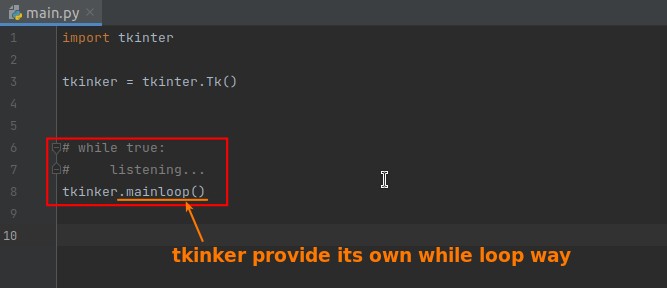 main.py
1 import tkinter
2
3 tkinker = tkinter.Tk()
4
5
6 # while true:
7 #     listening...
8 tkinker.mainloop()
9
10
tkinker provide its own while loop way